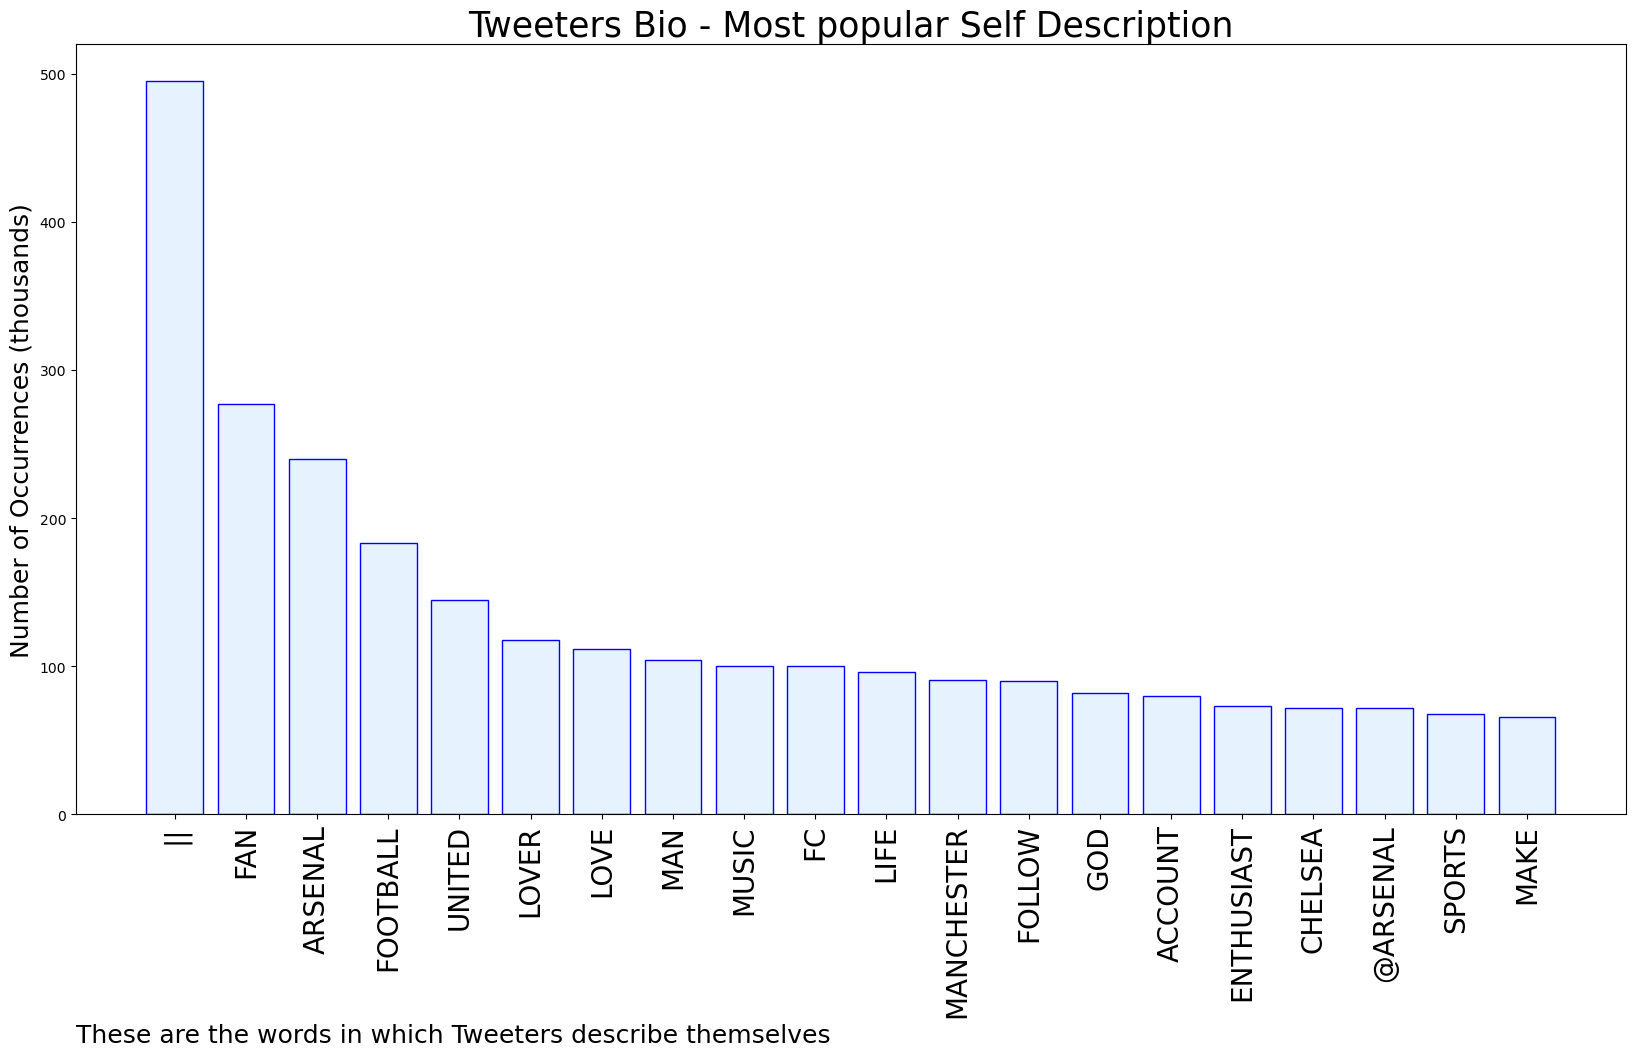 Tweeters Bio - Most popular Self Description
Number of Occurrences (thousands)
500
400
300
200
100
0
||
FAN
ARSENAL
FOOTBALL
UNITED
LOVER
LOVE
MAN
MUSIC
FC
LIFE
MANCHESTER
FOLLOW
GOD
ACCOUNT
ENTHUSIAST
CHELSEA
@ARSENAL
SPORTS
MAKE
These are the words in which Tweeters describe themselves